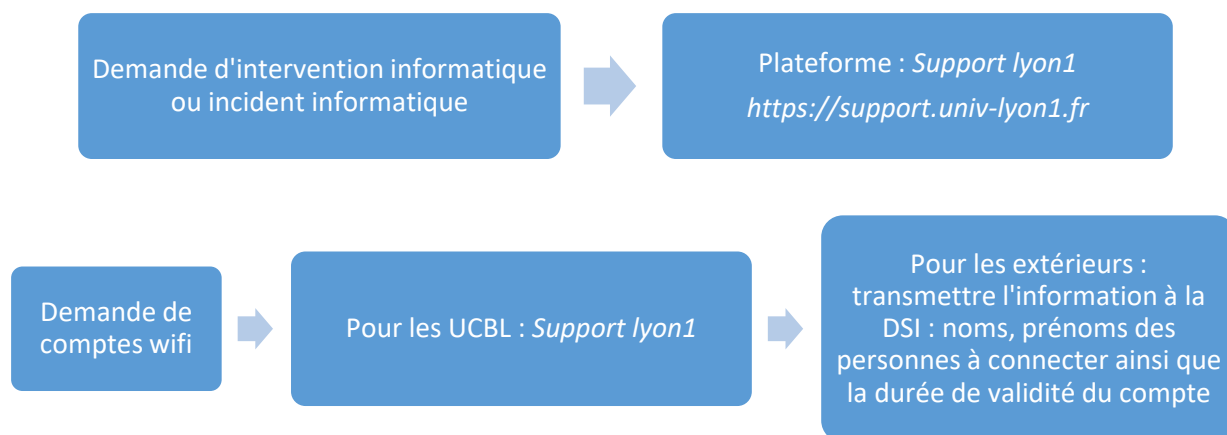 Demande d'intervention informatique
ou incident informatique
Plateforme : Support lyon1
https://support.univ-lyon1.fr
Demande de
comptes wifi
Pour les UCBL : Support lyon1
Pour les extérieurs :
transmettre l'information à la
DSI : noms, prénoms des
personnes à connecter ainsi que
la durée de validité du compte